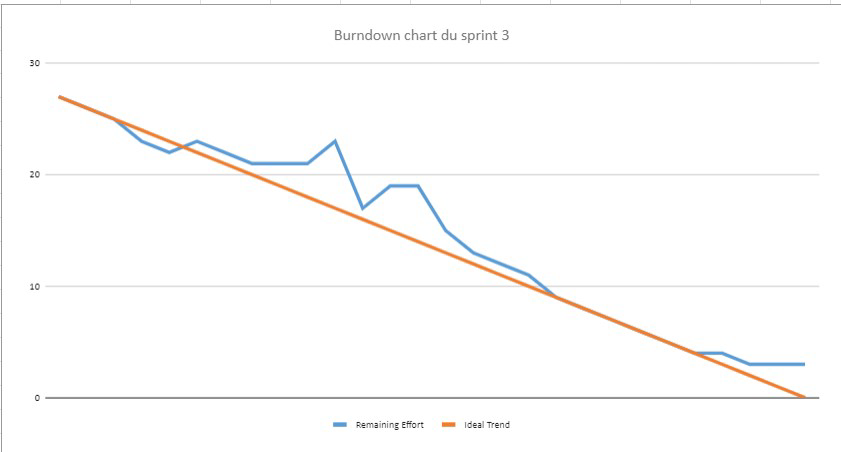 Burndown chart du sprint 3
30
20
10
0
Remaining Effort Ideal Trend